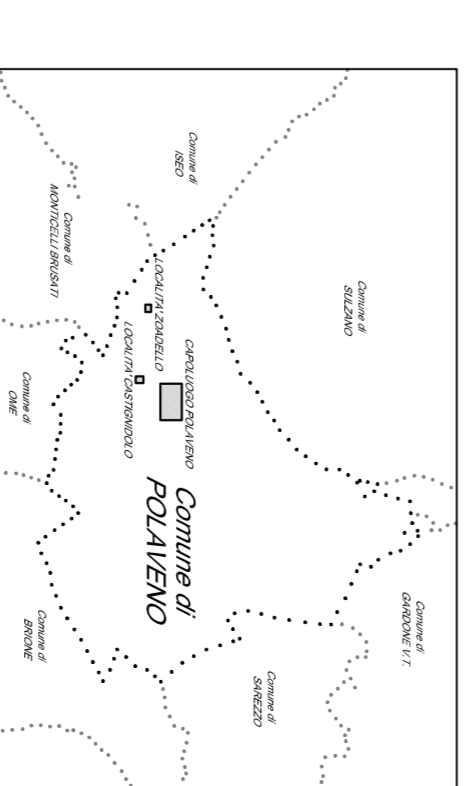 Comune di
SULZANO
Comune di
GARDONE V.T.
Comune di
ISEO
CAPOLUOGO POLAVENO
LOCALITA' ZOADELLO
LOCALITA' CASTIGNIDOLO
Comune di
POLAVENO
Comune di
SAREZZO
Comune di
MONTICELLI BRUSATI
Comune di
OME
Comune di
BRIONE